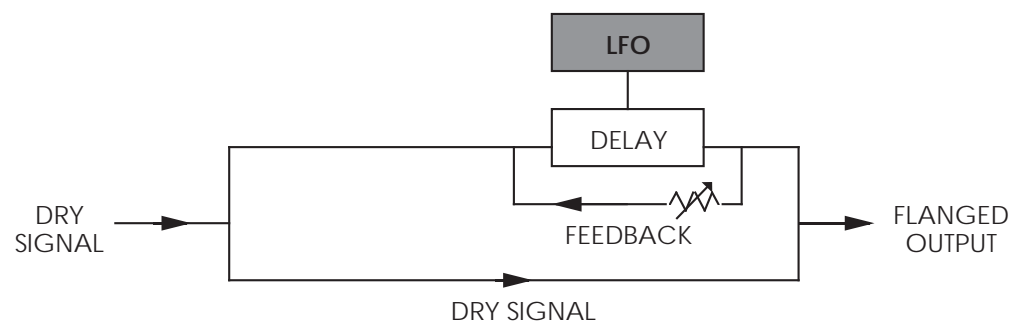 LFO
DELAY
DRY
SIGNAL
FEEDBACK
FLANGED
OUTPUT
DRY SIGNAL